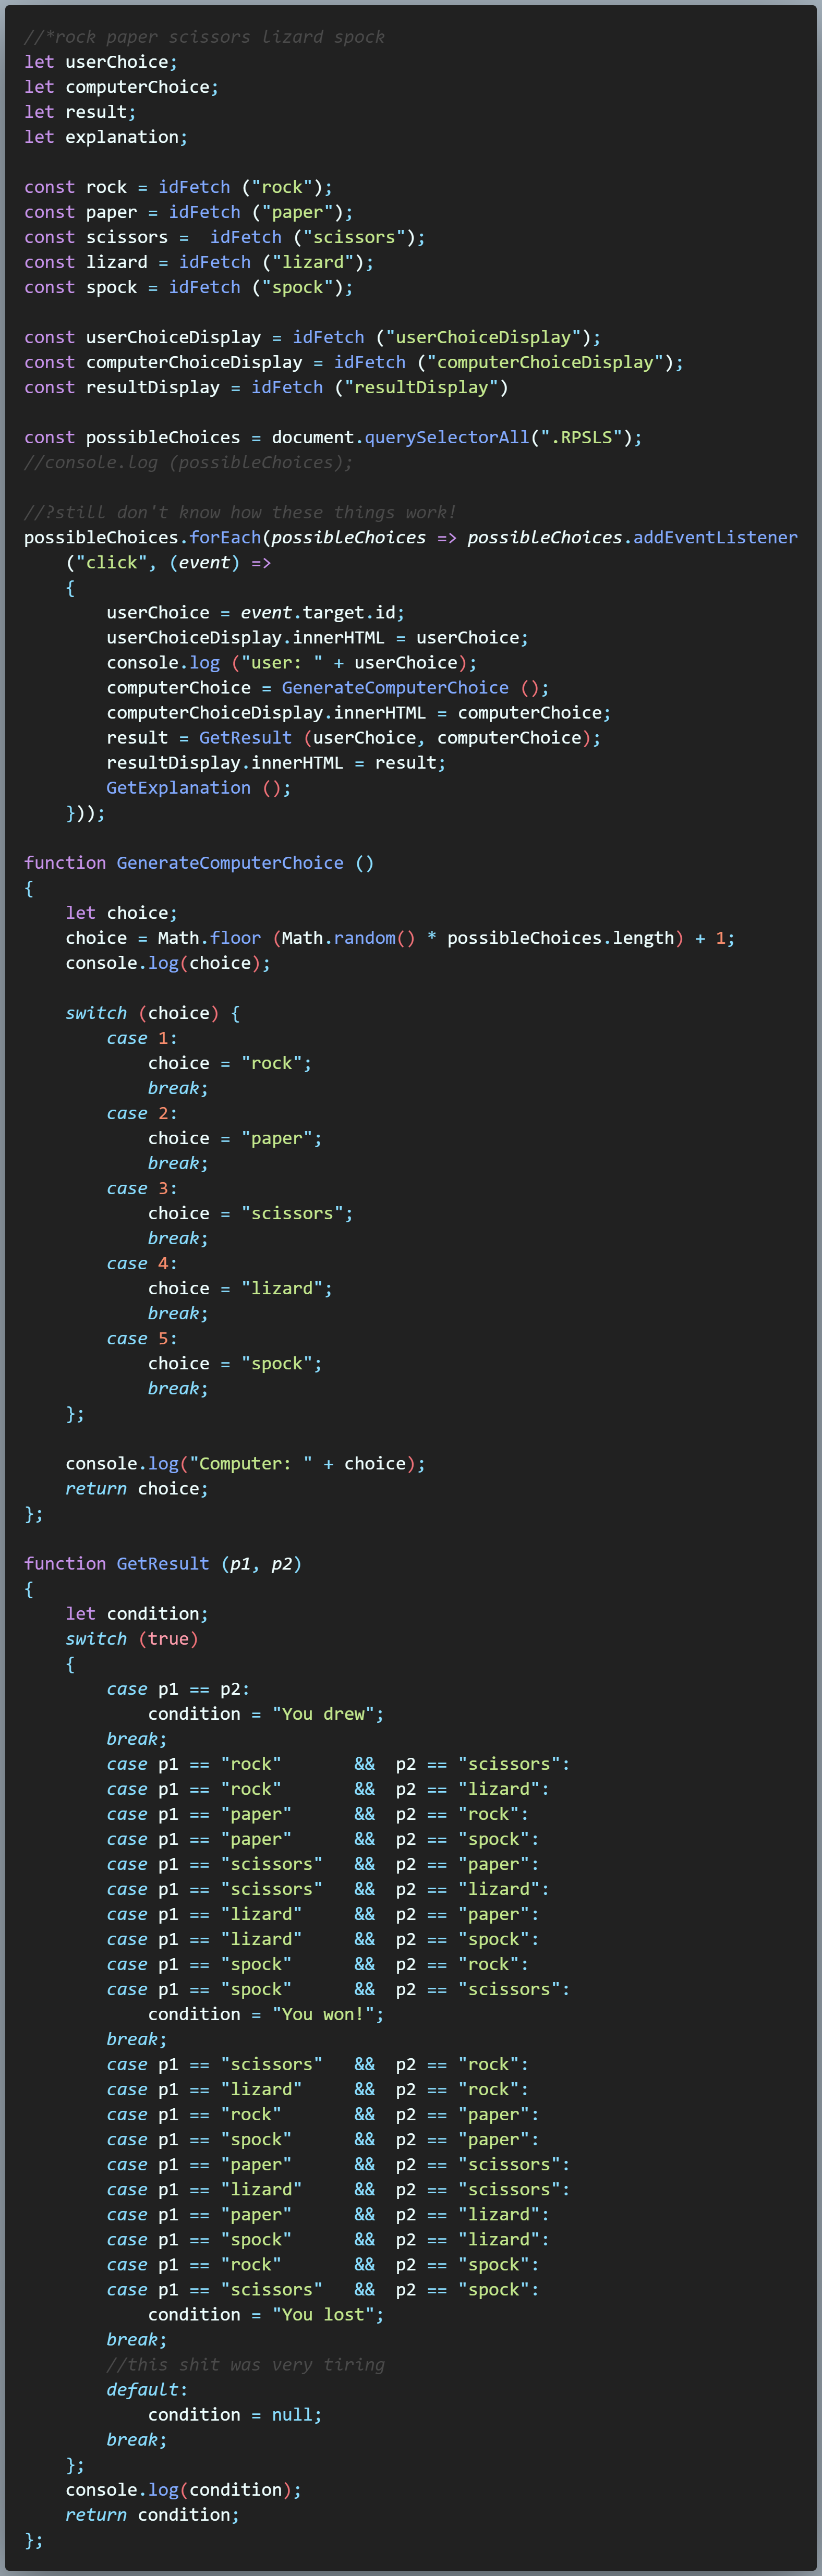 //*rock paper scissors lizard spock
let userChoice;
let computerChoice;
let result;
let explanation;

const rock = idFetch ("rock");
const paper = idFetch ("paper");
const scissors =  idFetch ("scissors");
const lizard = idFetch ("lizard");
const spock = idFetch ("spock");

const userChoiceDisplay = idFetch ("userChoiceDisplay");
const computerChoiceDisplay = idFetch ("computerChoiceDisplay");
const resultDisplay = idFetch ("resultDisplay")

const possibleChoices = document.querySelectorAll(".RPSLS");
//console.log (possibleChoices);

//?still don't know how these things work!
possibleChoices.forEach(possibleChoices => possibleChoices.addEventListener
    ("click", (event) =>
    {
        userChoice = event.target.id;
        userChoiceDisplay.innerHTML = userChoice;
        console.log ("user: " + userChoice);
        computerChoice = GenerateComputerChoice ();
        computerChoiceDisplay.innerHTML = computerChoice;
        result = GetResult (userChoice, computerChoice);
        resultDisplay.innerHTML = result;
        GetExplanation ();
    }));

function GenerateComputerChoice ()
{
    let choice;
    choice = Math.floor (Math.random() * possibleChoices.length) + 1;
    console.log(choice);

    switch (choice) {
        case 1:
            choice = "rock";
            break;
        case 2:
            choice = "paper";
            break;
        case 3:
            choice = "scissors";
            break;
        case 4:
            choice = "lizard";
            break;
        case 5:
            choice = "spock";
            break;
    };

    console.log("Computer: " + choice);
    return choice;
};

function GetResult (p1, p2)
{
    let condition;
    switch (true)
    {
        case p1 == p2:
            condition = "You drew";
        break;
        case p1 == "rock"       &&  p2 == "scissors":
        case p1 == "rock"       &&  p2 == "lizard":
        case p1 == "paper"      &&  p2 == "rock":
        case p1 == "paper"      &&  p2 == "spock":
        case p1 == "scissors"   &&  p2 == "paper":
        case p1 == "scissors"   &&  p2 == "lizard":
        case p1 == "lizard"     &&  p2 == "paper":
        case p1 == "lizard"     &&  p2 == "spock":
        case p1 == "spock"      &&  p2 == "rock":
        case p1 == "spock"      &&  p2 == "scissors":
            condition = "You won!";
        break;
        case p1 == "scissors"   &&  p2 == "rock":
        case p1 == "lizard"     &&  p2 == "rock":
        case p1 == "rock"       &&  p2 == "paper":
        case p1 == "spock"      &&  p2 == "paper":
        case p1 == "paper"      &&  p2 == "scissors":
        case p1 == "lizard"     &&  p2 == "scissors":
        case p1 == "paper"      &&  p2 == "lizard":
        case p1 == "spock"      &&  p2 == "lizard":
        case p1 == "rock"       &&  p2 == "spock":
        case p1 == "scissors"   &&  p2 == "spock":
            condition = "You lost";
        break;
        //this shit was very tiring
        default:
            condition = null;
        break;
    };
    console.log(condition);
    return condition;
};